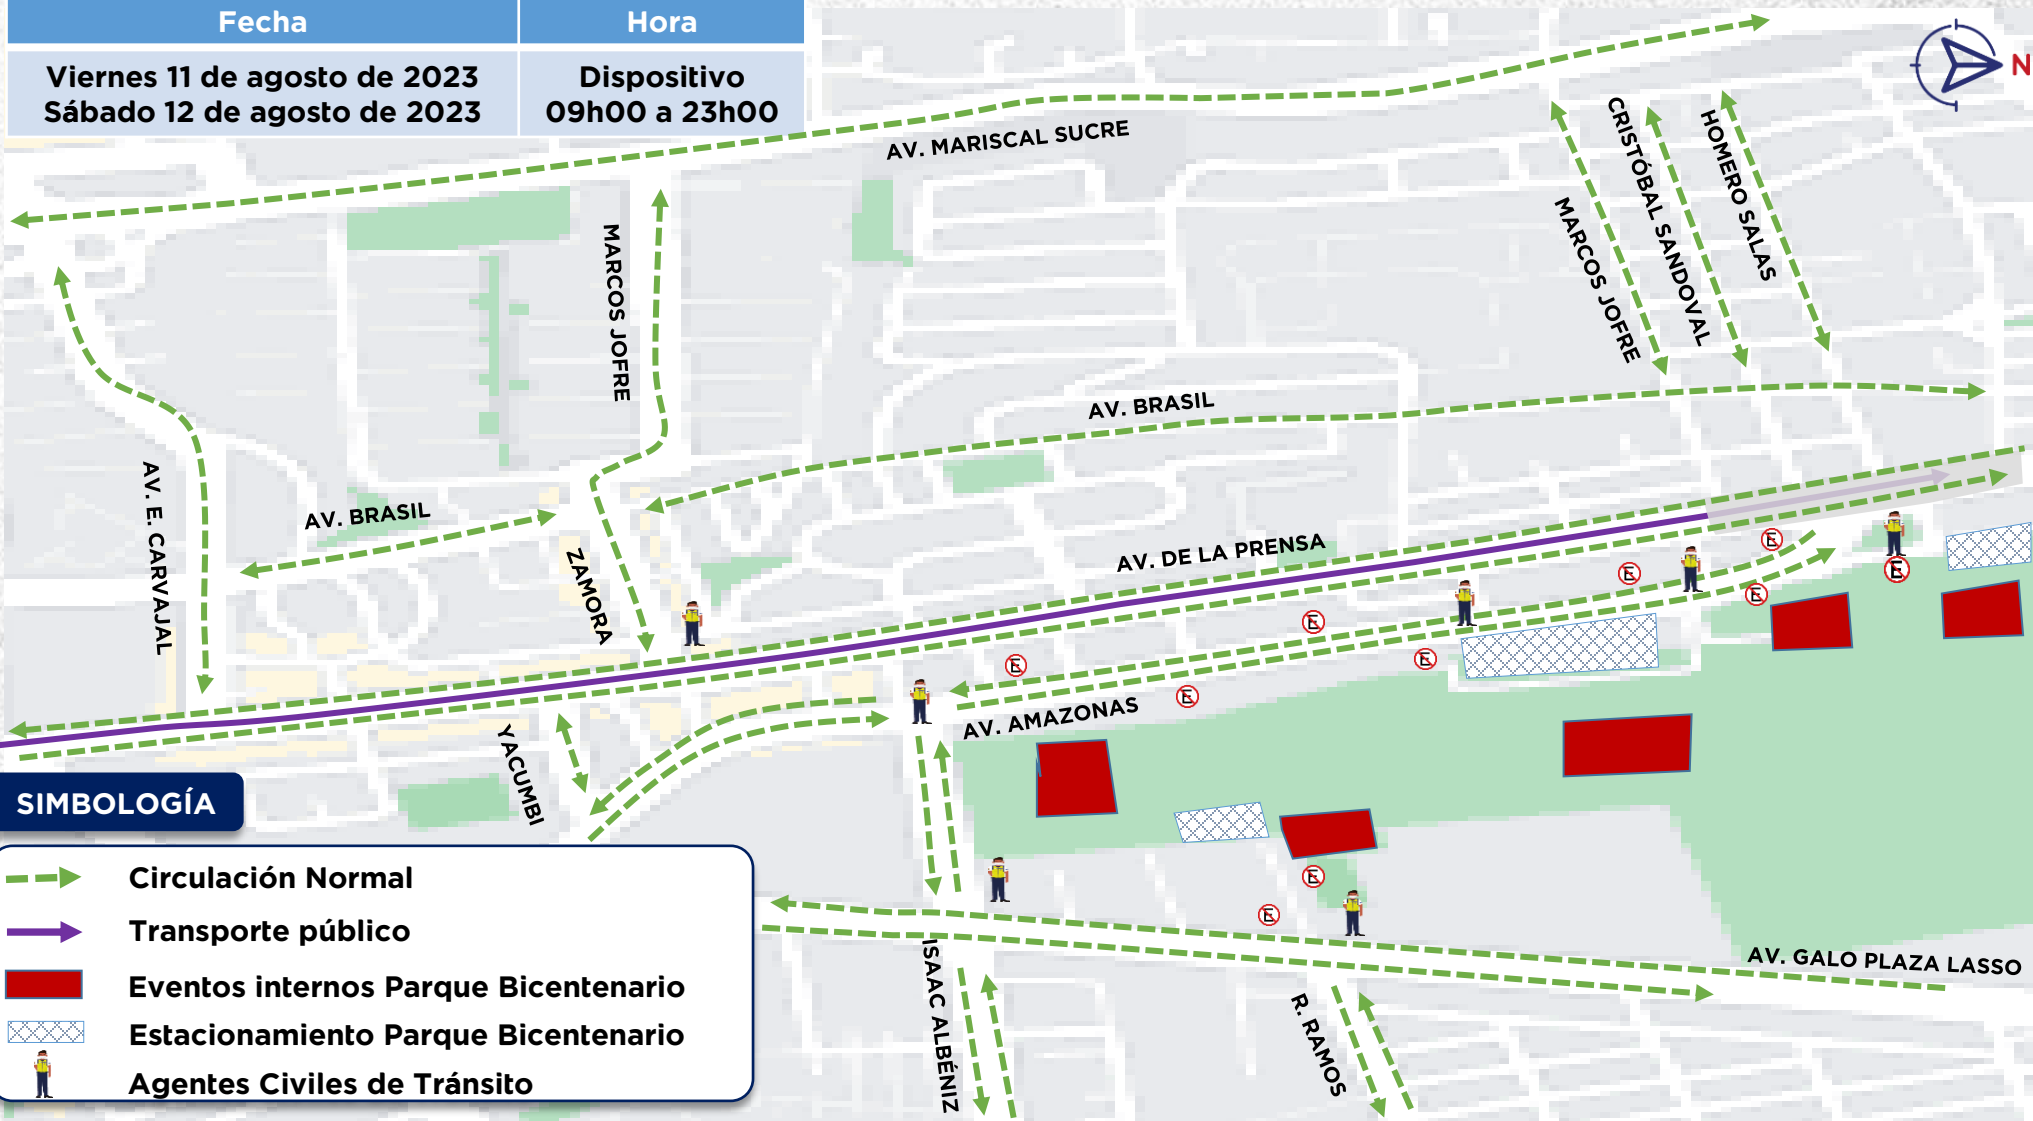 Fecha
Hora
Viernes 11 de agosto de 2023
Sábado 12 de agosto de 2023
Dispositivo
09h00 a 23h00
N
AV. MARISCAL SUCRE
MARCOS JOFRE
CRISTÓBAL SANDOVAL
HOMERO SALAS
MARCOS JOFRE
AV. BRASIL
AV. E. CARVAJAL
AV. BRASIL
ZAMORA
AV. DE LA PRENSA
E
E
E
E
E
E
E
E
AV. AMAZONAS
YACUMBI
E
E
ISAAC ALBÉNIZ
R. RAMOS
AV. GALO PLAZA LASSO
SIMBOLOGÍA
Circulación Normal
Transporte público
Eventos internos Parque Bicentenario
Estacionamiento Parque Bicentenario
Agentes Civiles de Tránsito